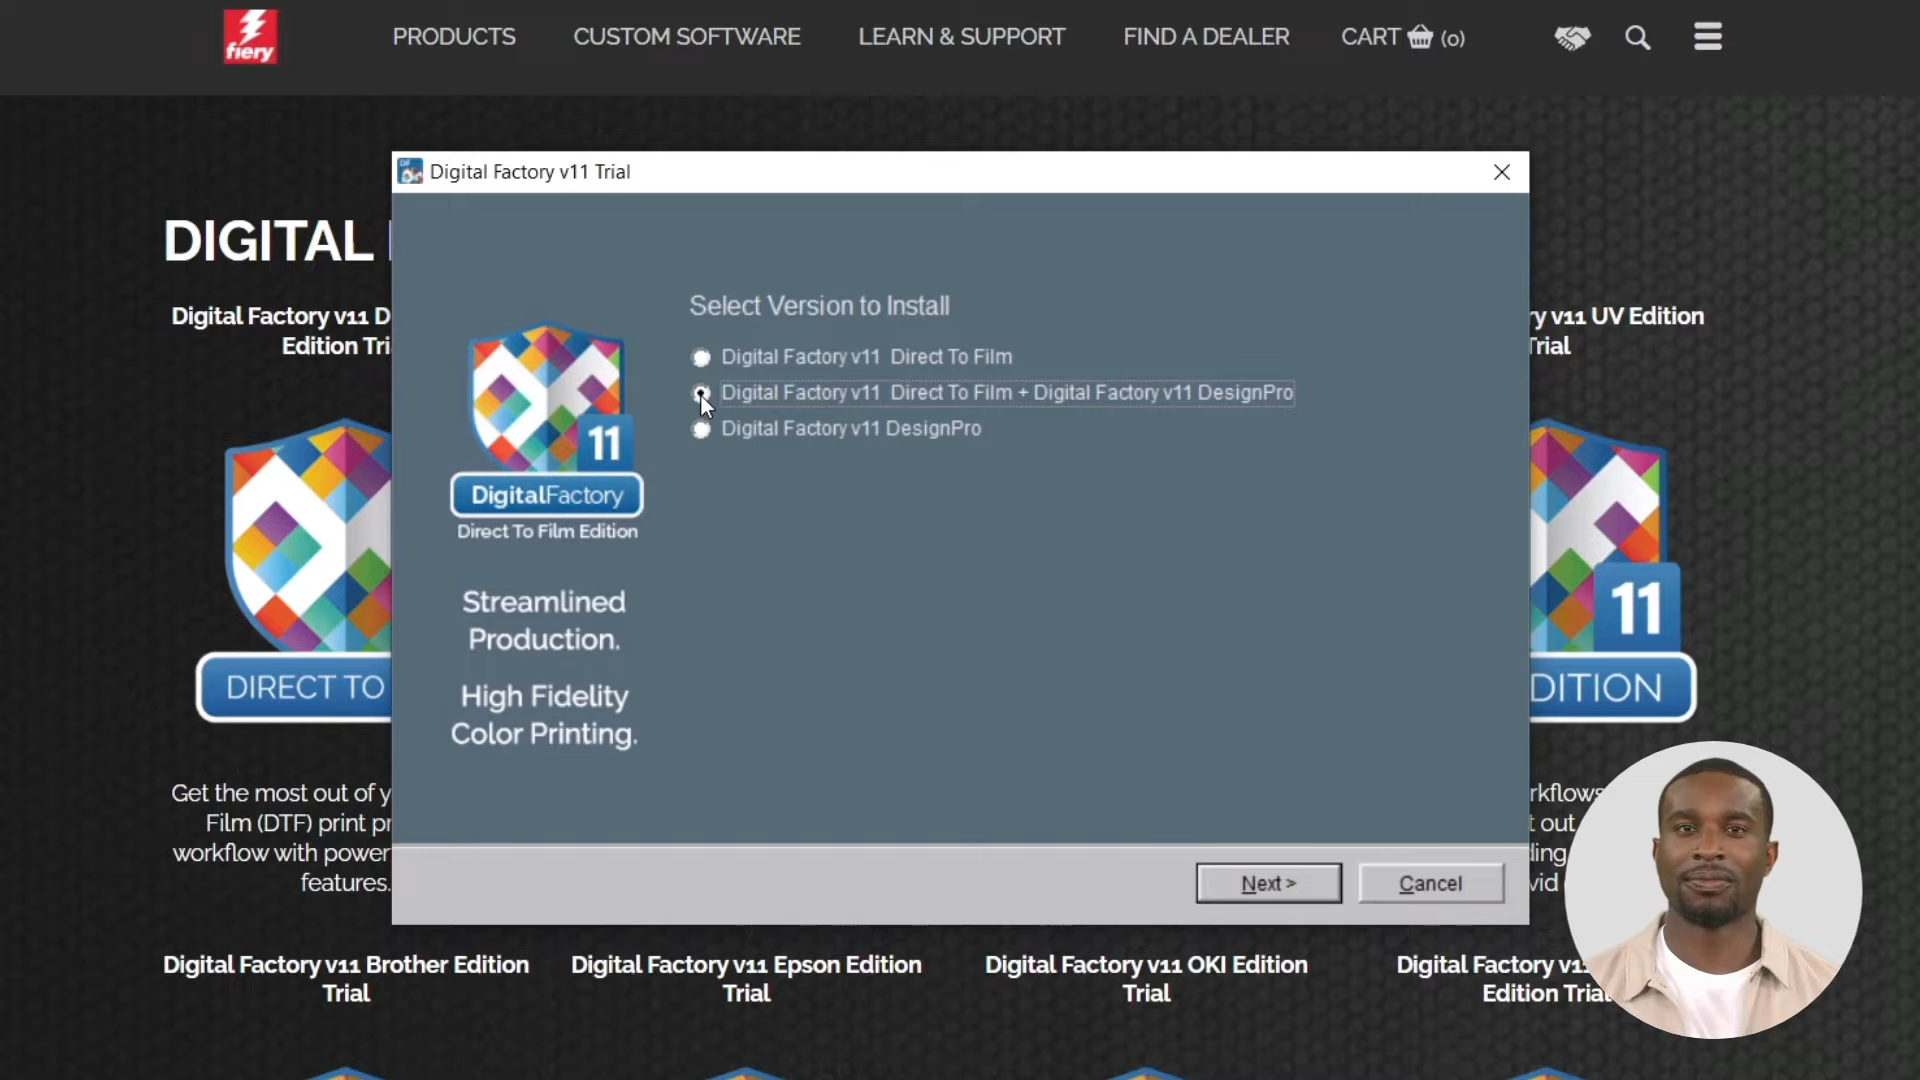 fiery
PRODUCTS
CUSTOM SOFTWARE
LEARN & SUPPORT
FIND A DEALER
CART (0)
Digital Factory v11 Trial
DIGITAL
Digital Factory v11 D
Edition Tri
ry v11 UV Edition
Trial
Select Version to Install
Digital Factory v11 Direct To Film
Digital Factory v11 Direct To Film + Digital Factory v11 DesignPro
Digital Factory v11 DesignPro
11
DigitalFactory
Direct To Film Edition
Streamlined
Production.
High Fidelity
Color Printing.
DIRECT TO
11
DITION
Get the most out of y
Film (DTF) print pr
workflow with power
features.
rkflows
t out
ding
vid
Next >
Cancel
Digital Factory v11 Brother Edition
Trial
Digital Factory v11 Epson Edition
Trial
Digital Factory v11 OKI Edition
Trial
Digital Factory v11
Edition Trial